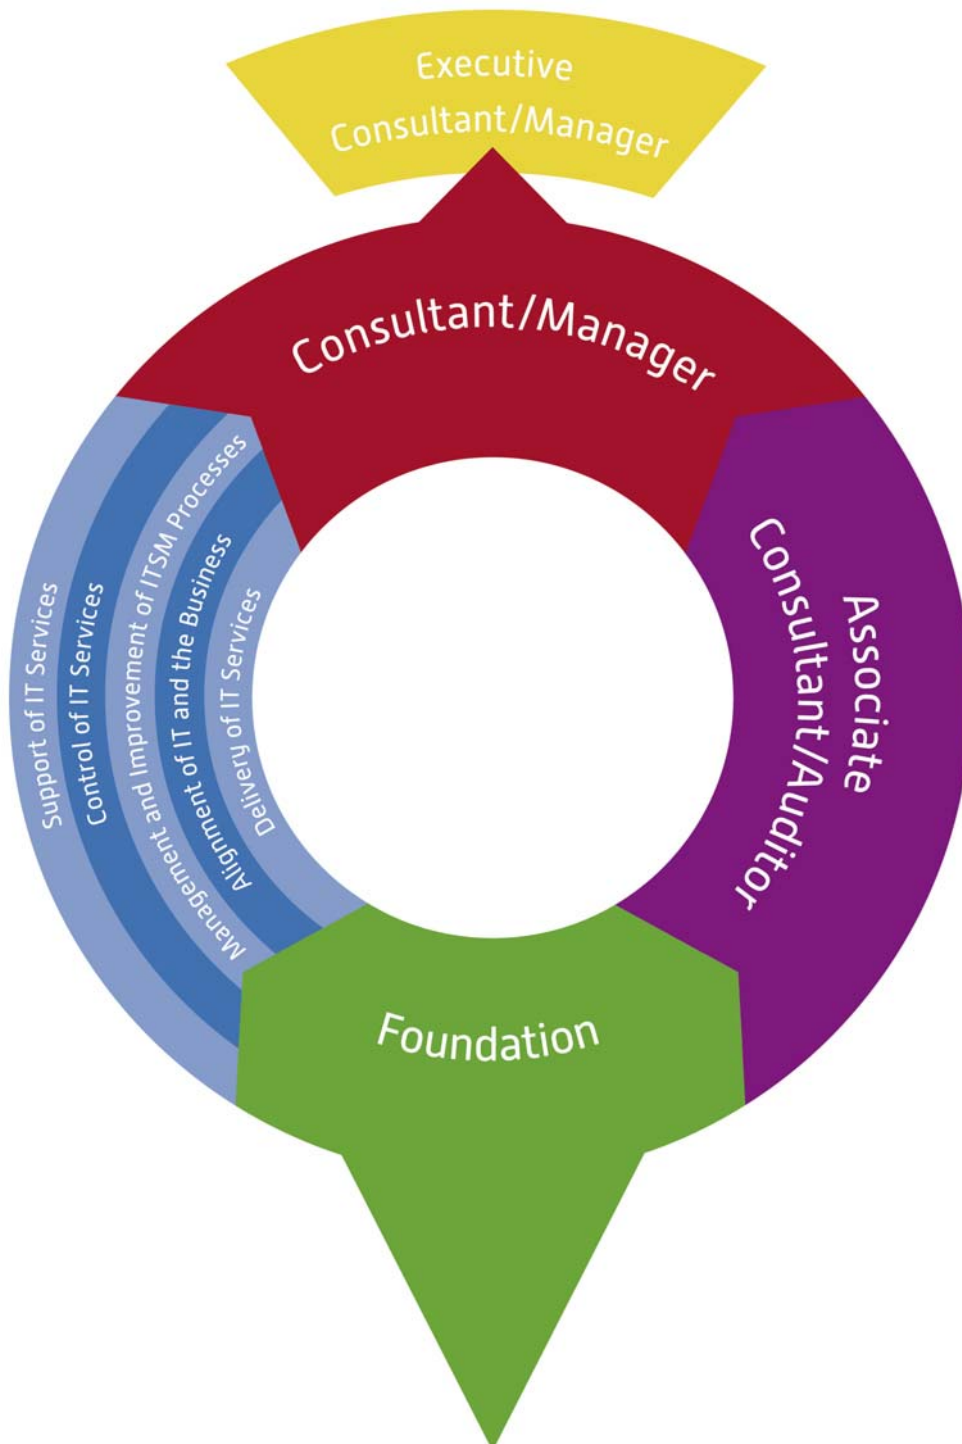 Executive
Consultant/Manager
Consultant/Manager
Support of IT Services
Control of IT Services
Management and Improvement of ITSM Processes
Alignment of IT and the Business
Delivery of IT Services
Associate
Consultant/Auditor
Foundation